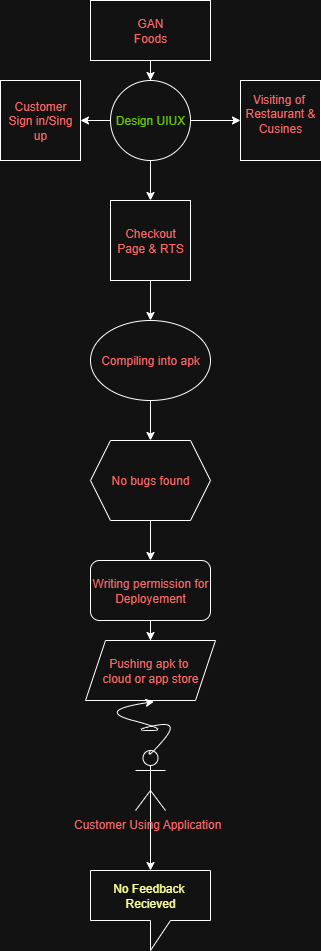 GAN
Foods
Customer
Sign in/Sing
up
Design UIUX
Visiting of
Restaurant &
Cusines
Checkout
Page & RTS
Compiling into apk
No bugs found
Writing permission for
Deployement
Pushing apk to
cloud or app store
Customer Using Application
No Feedback
Recieved